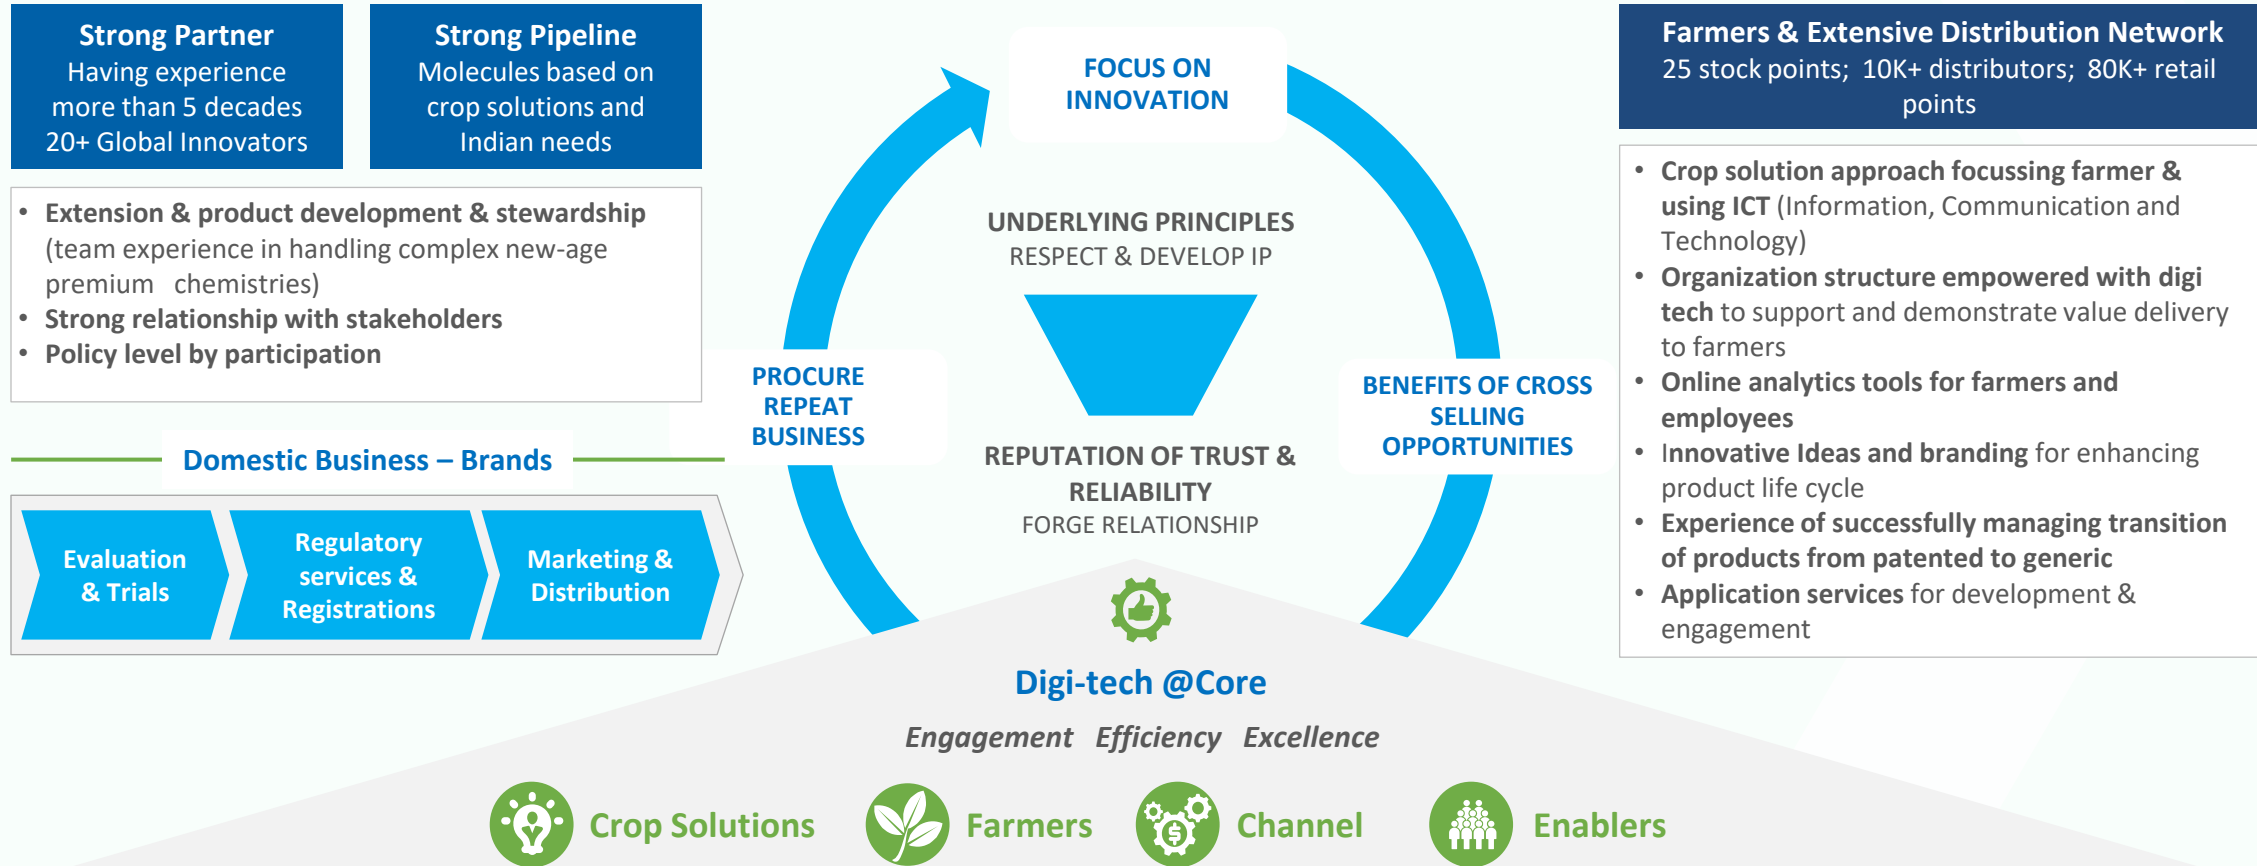 Strong Partner
Having experience
more than 5 decades
20+ Global Innovators
Strong Pipeline
Molecules based on
crop solutions and
Indian needs
• Extension & product development & stewardship
(team experience in handling complex new-age
premium chemistries)
• Strong relationship with stakeholders
• Policy level by participation
Domestic Business – Brands
Evaluation
& Trials
Regulatory
services &
Registrations
Marketing &
Distribution
FOCUS ON
INNOVATION
UNDERLYING PRINCIPLES
RESPECT & DEVELOP IP
PROCURE
REPEAT
BUSINESS
BENEFITS OF CROSS
SELLING
OPPORTUNITIES
REPUTATION OF TRUST &
RELIABILITY
FORGE RELATIONSHIP
Farmers & Extensive Distribution Network
25 stock points; 10K+ distributors; 80K+ retail
points
• Crop solution approach focussing farmer &
using ICT (Information, Communication and
Technology)
• Organization structure empowered with digi
tech to support and demonstrate value delivery
to farmers
• Online analytics tools for farmers and
employees
• Innovative Ideas and branding for enhancing
product life cycle
• Experience of successfully managing transition
of products from patented to generic
• Application services for development &
engagement
Digi-tech @Core
Engagement Efficiency Excellence
Crop Solutions
Farmers
$
Channel
Enablers